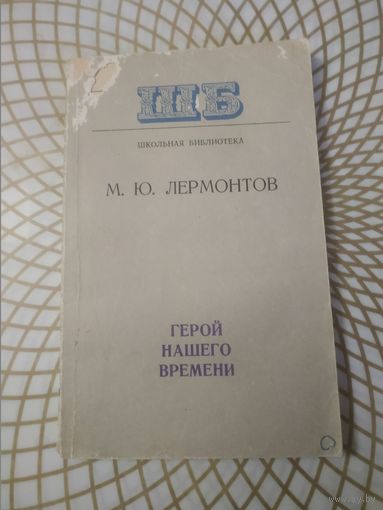 ШБ
ШКОЛЬНАЯ БИБЛИОТЕКА
М. Ю. ЛЕРМОНТОВ
ГЕРОЙ
НАШЕГО
ВРЕМЕНИ